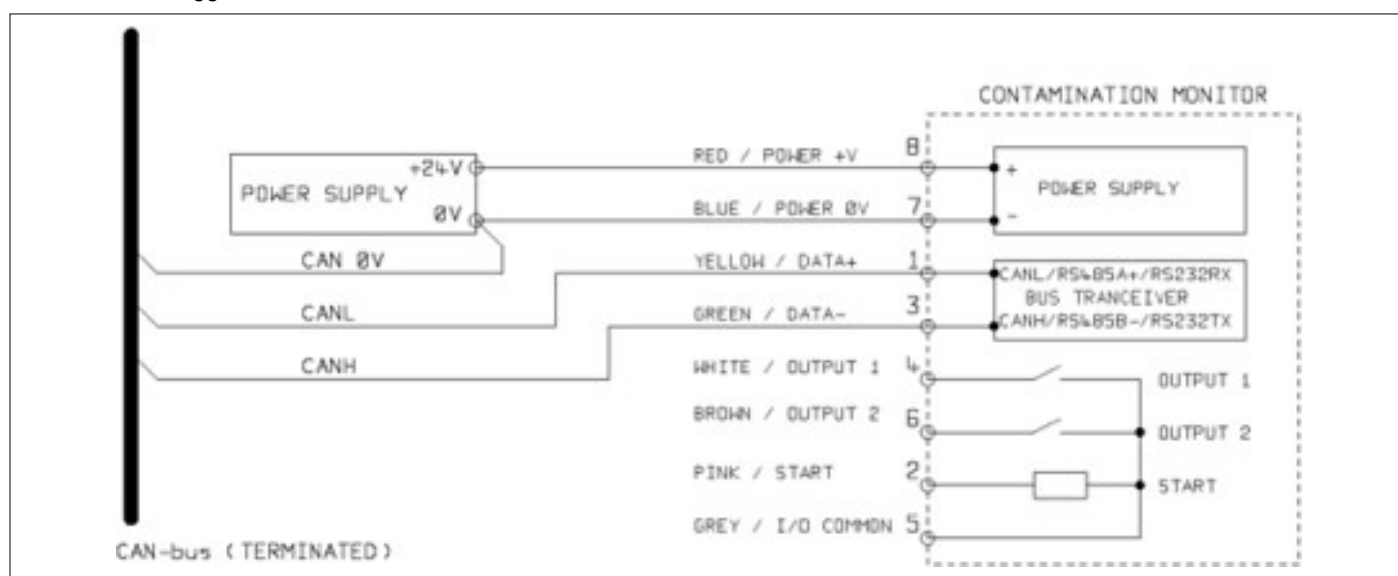 CONTAMINATION MONITOR
RED / POWER +V 8
+24V
+
POWER SUPPLY
POWER SUPPLY
BLUE / POWER 0V 7
0V
-
CAN 0V
YELLOW / DATA+ 1
CANL/RS485A+/RS232RX
BUS TRANCEIVER
CANL
GREEN / DATA- 3
CANH/RS485B-/RS232TX
CANH
WHITE / OUTPUT 1 4
OUTPUT 1
BROWN / OUTPUT 2 6
OUTPUT 2
PINK / START 2
START
GREY / I/O COMMON 5
CAN-bus (TERMINATED)